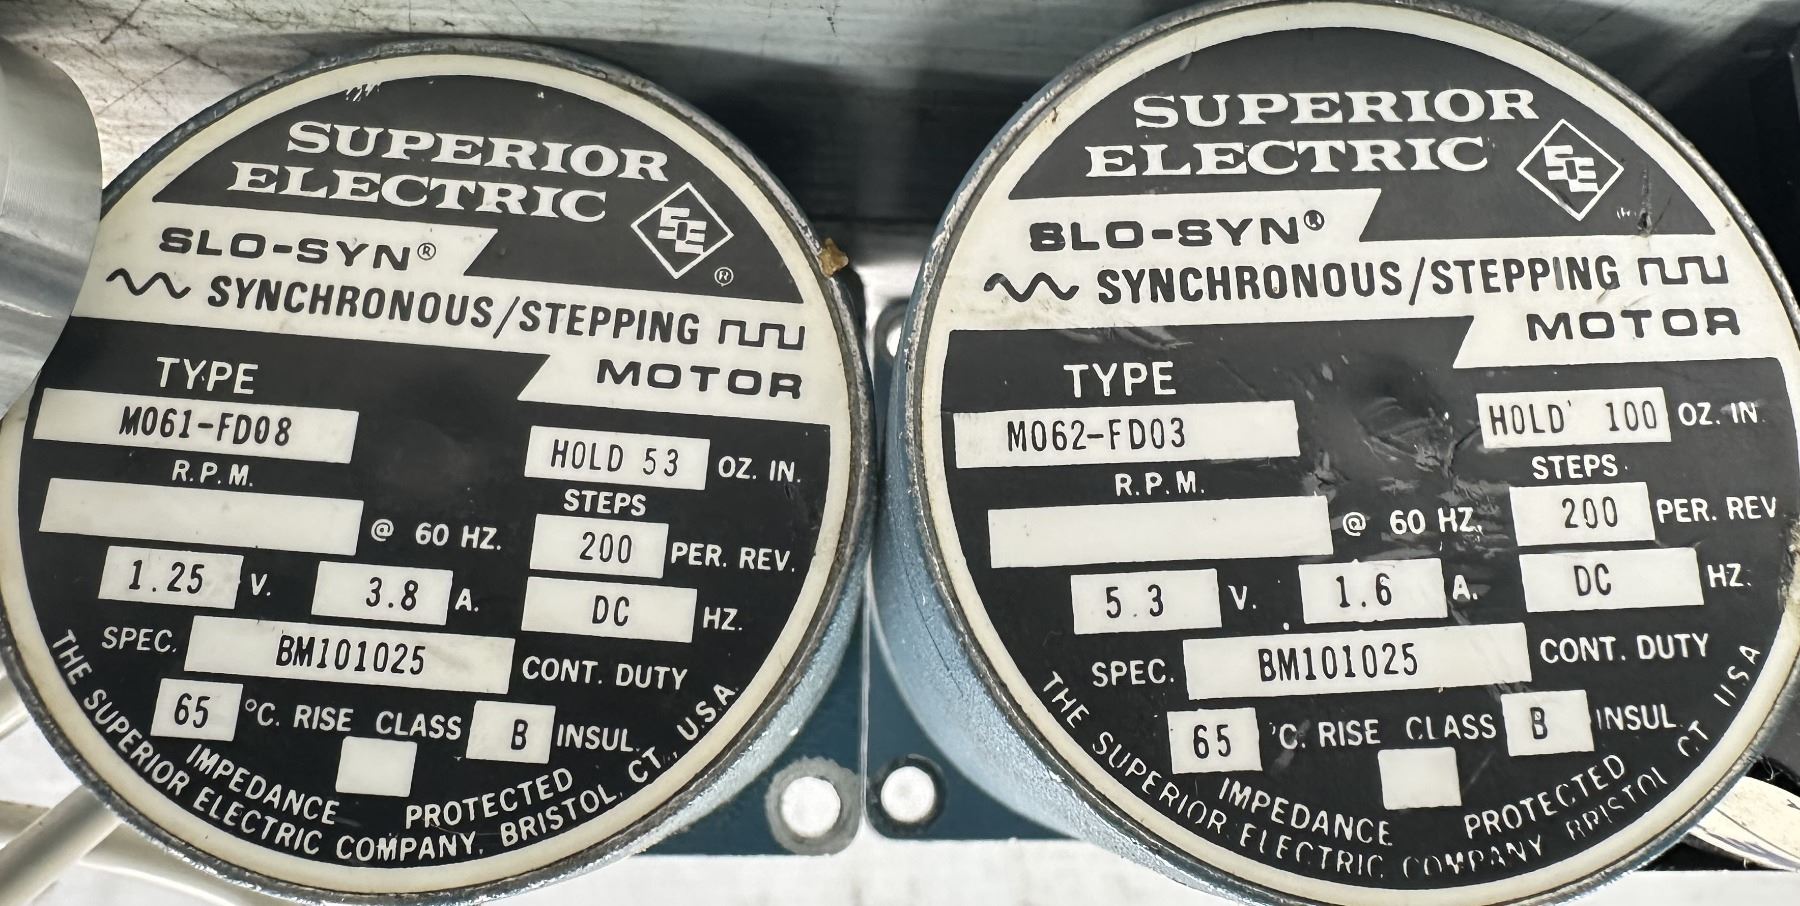 SUPERIOR
ELECTRIC
SE
®
SLO-SYN®
SYNCHRONOUS/STEPPING
MOTOR
TYPE
M061-FD08
HOLD 53 OZ. IN.
R.P.M.
STEPS
@ 60 HZ.
200 PER. REV.
1.25 V. 3.8 A.
DC HZ.
SPEC. BM101025 CONT. DUTY
65 °C. RISE CLASS B INSUL.
IMPEDANCE PROTECTED
THE SUPERIOR ELECTRIC COMPANY, BRISTOL, CT., U.S.A.
SUPERIOR
ELECTRIC
SE
SLO-SYN®
SYNCHRONOUS/STEPPING
MOTOR
TYPE
M062-FD03
HOLD 100 OZ. IN.
R.P.M.
STEPS
@ 60 HZ.
200 PER. REV
5.3 V. 1.6 A.
DC HZ.
SPEC. BM101025 CONT. DUTY
65 °C. RISE CLASS B INSUL.
IMPEDANCE PROTECTED
THE SUPERIOR ELECTRIC COMPANY BRISTOL CT USA